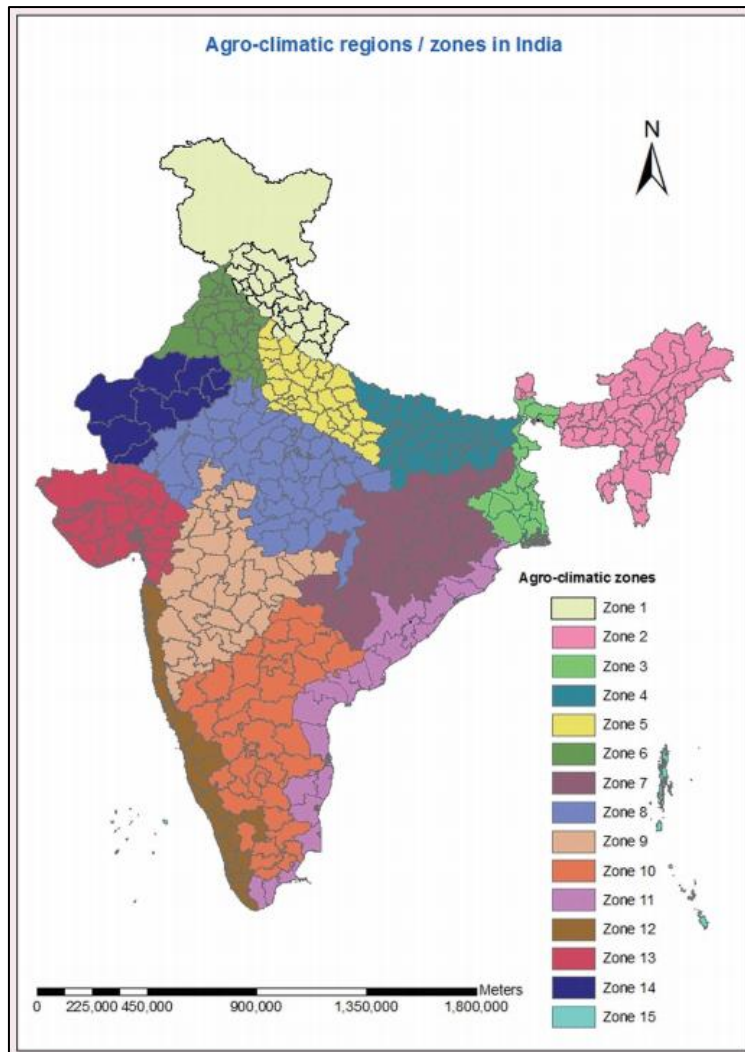 Agro-climatic regions / zones in India
N
Agro-climatic zones
Zone 1
Zone 2
Zone 3
Zone 4
Zone 5
Zone 6
Zone 7
Zone 8
Zone 9
Zone 10
Zone 11
Zone 12
Zone 13
Zone 14
Zone 15
Meters
0 225,000 450,000 900,000 1,350,000 1,800,000